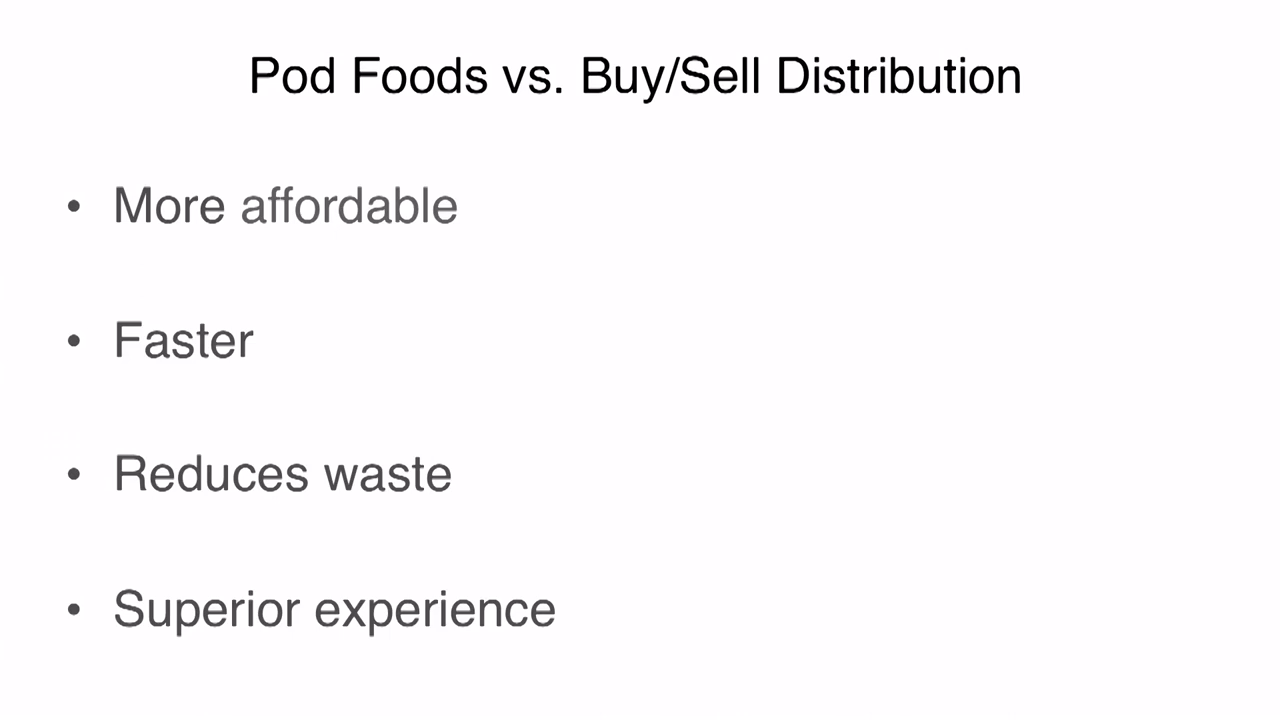 Pod Foods vs. Buy/Sell Distribution
• More affordable
• Faster
• Reduces waste
• Superior experience